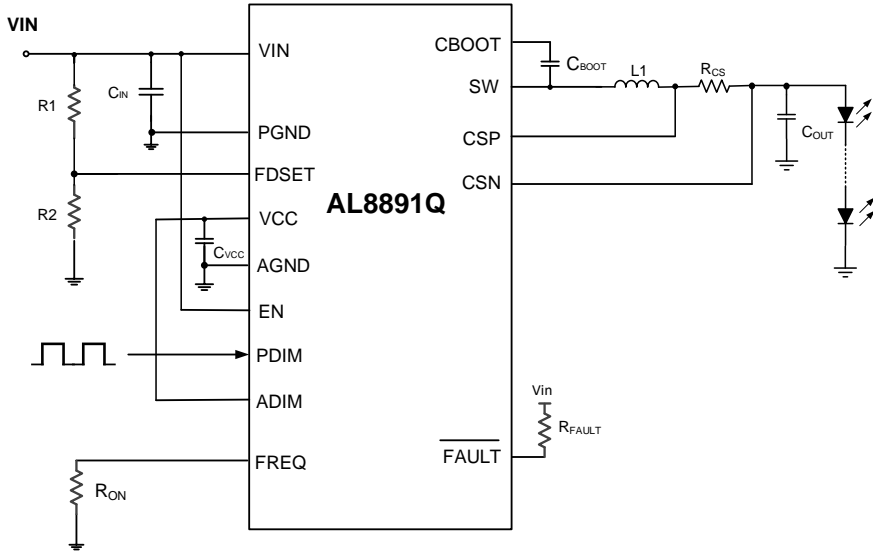 VIN
VIN
CBOOT
CBOOT
CIN
R1
SW
L1
RCS
PGND
CSP
COUT
FDSET
CSN
AL8891Q
R2
VCC
CVCC
AGND
EN
PDIM
Vin
ADIM
RFAULT
FREQ
FAULT
RON